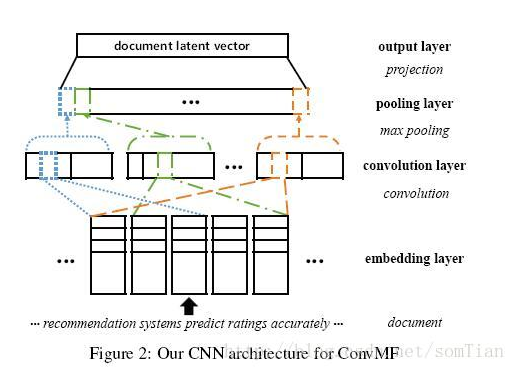 document latent vector
output layer
projection
...
pooling layer
max pooling
...
convolution layer
convolution
...
...
embedding layer
... recommendation systems predict ratings accurately ...
document
Figure 2: Our CNN architecture for ConvMF